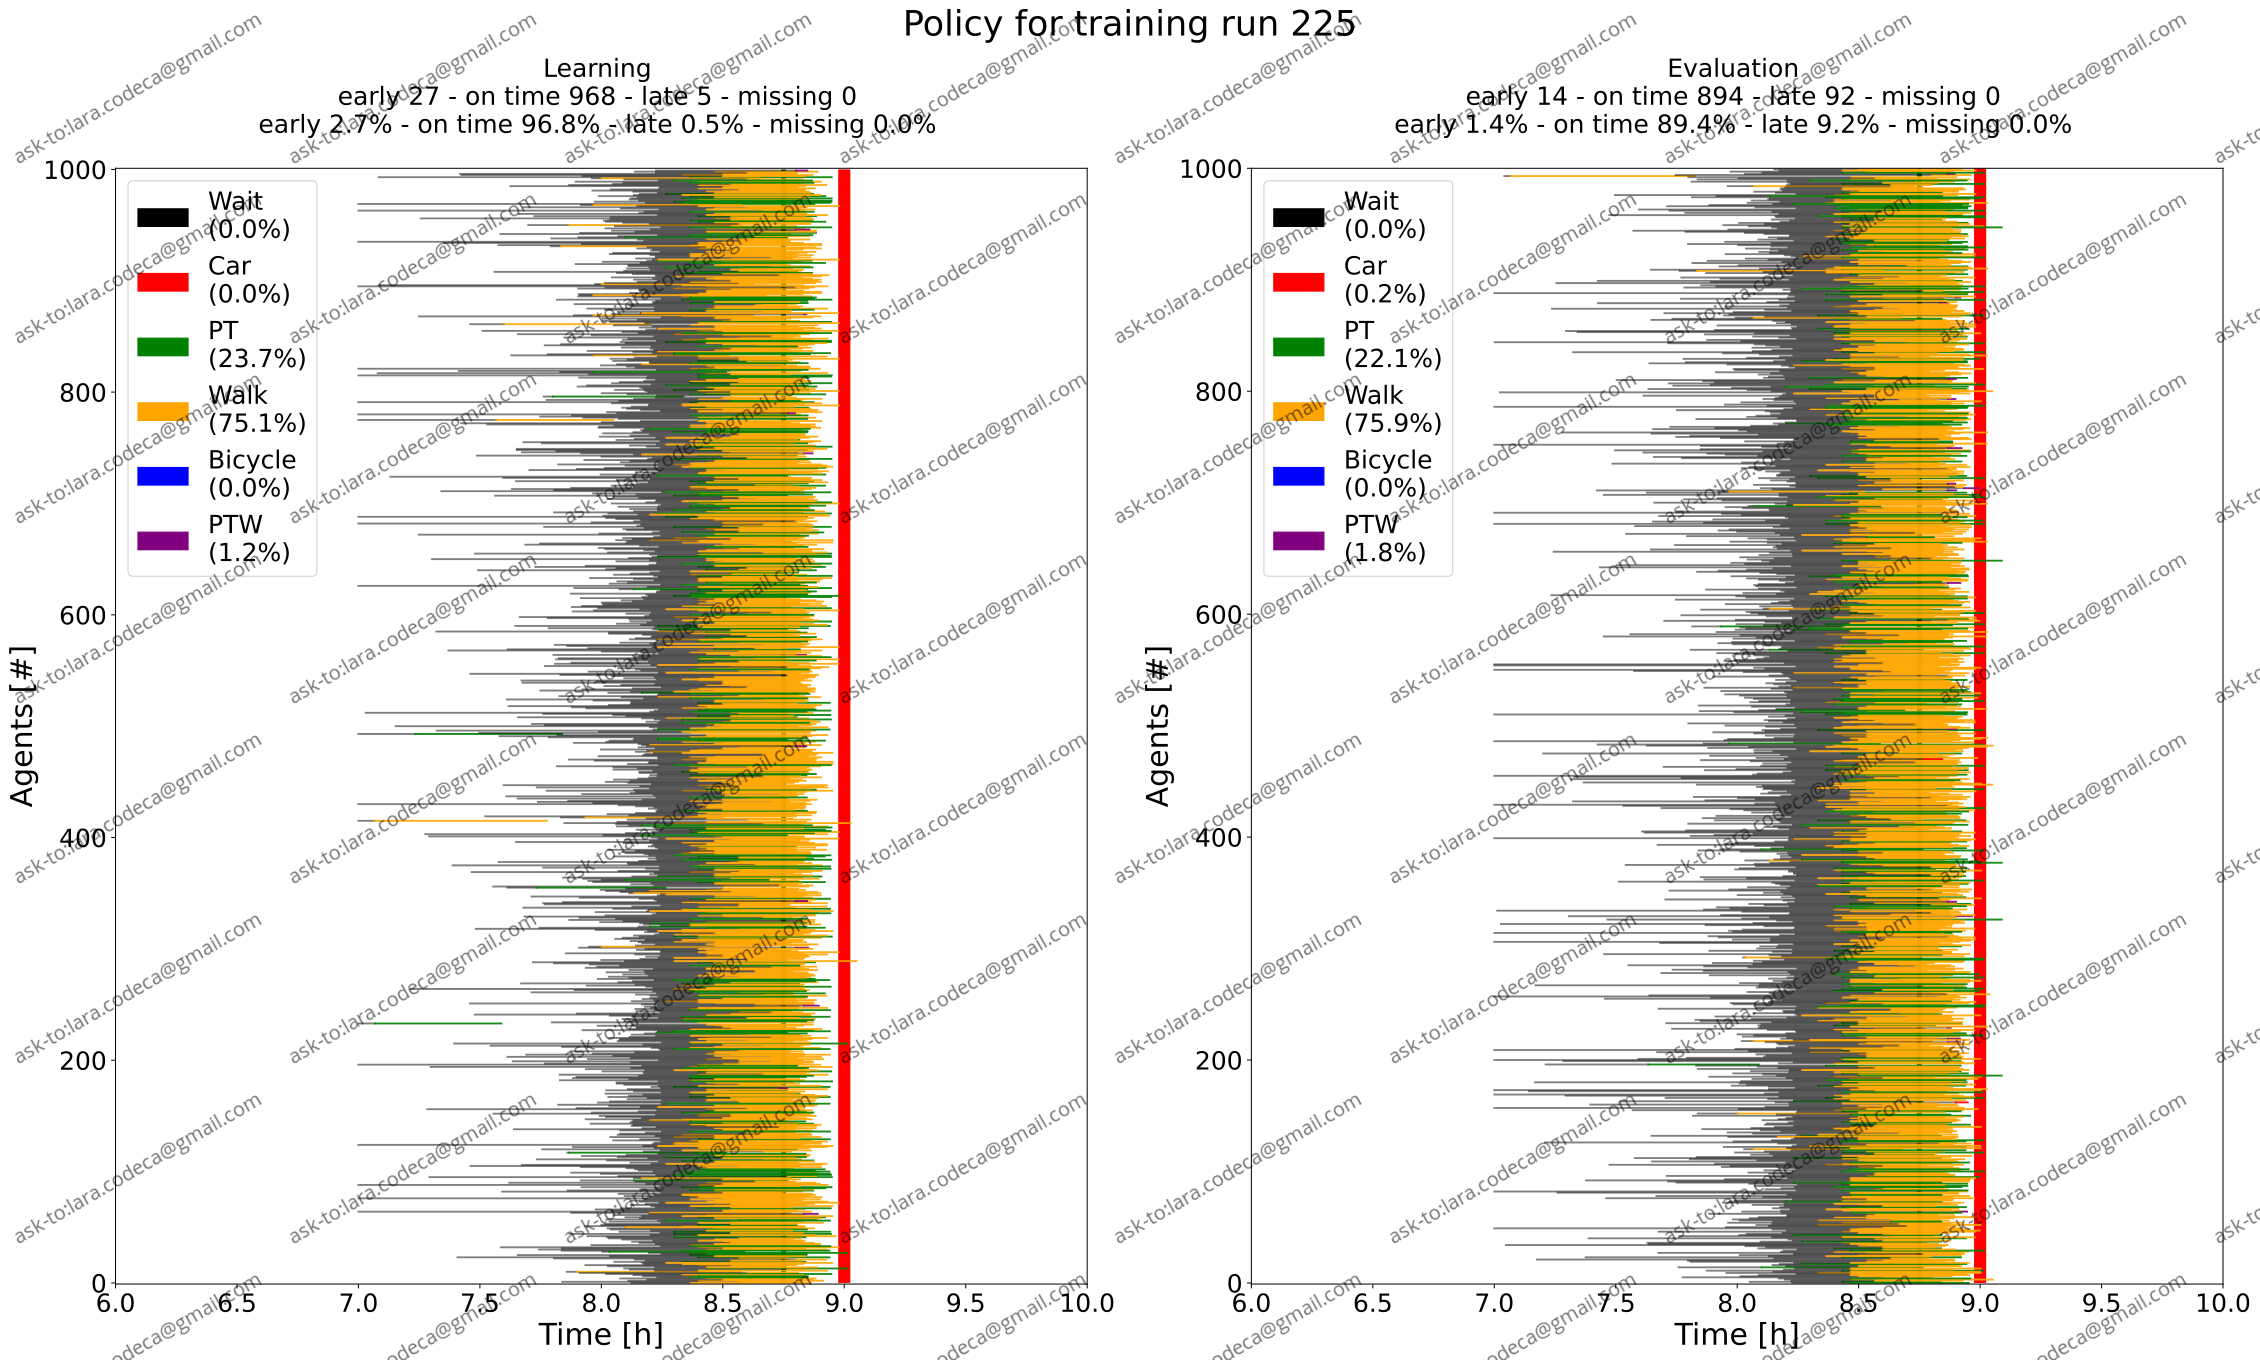 Policy for training run 225
Learning
early 27 - on time 968 - late 5 - missing 0
early 2.7% - on time 96.8% - late 0.5% - missing 0.0%
Evaluation
early 14 - on time 894 - late 92 - missing 0
early 1.4% - on time 89.4% - late 9.2% - missing 0.0%
Agents [#]
1000
800
600
400
200
0
Wait
(0.0%)
Car
(0.0%)
PT
(23.7%)
Walk
(75.1%)
Bicycle
(0.0%)
PTW
(1.2%)
6.0 6.5 7.0 7.5 8.0 8.5 9.0 9.5 10.0
Time [h]
Agents [#]
1000
800
600
400
200
0
Wait
(0.0%)
Car
(0.2%)
PT
(22.1%)
Walk
(75.9%)
Bicycle
(0.0%)
PTW
(1.8%)
6.0 6.5 7.0 7.5 8.0 8.5 9.0 9.5 10.0
Time [h]
ask-to:lara.codeca@gmail.com